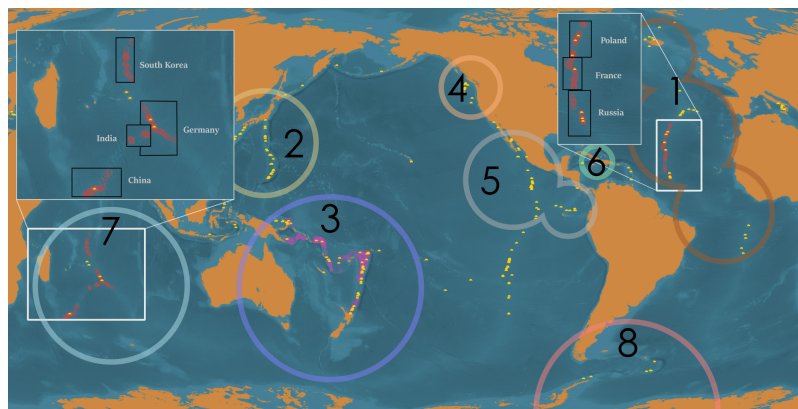 South Korea
India
Germany
China
Poland
France
Russia
1
2
3
4
5
6
7
8